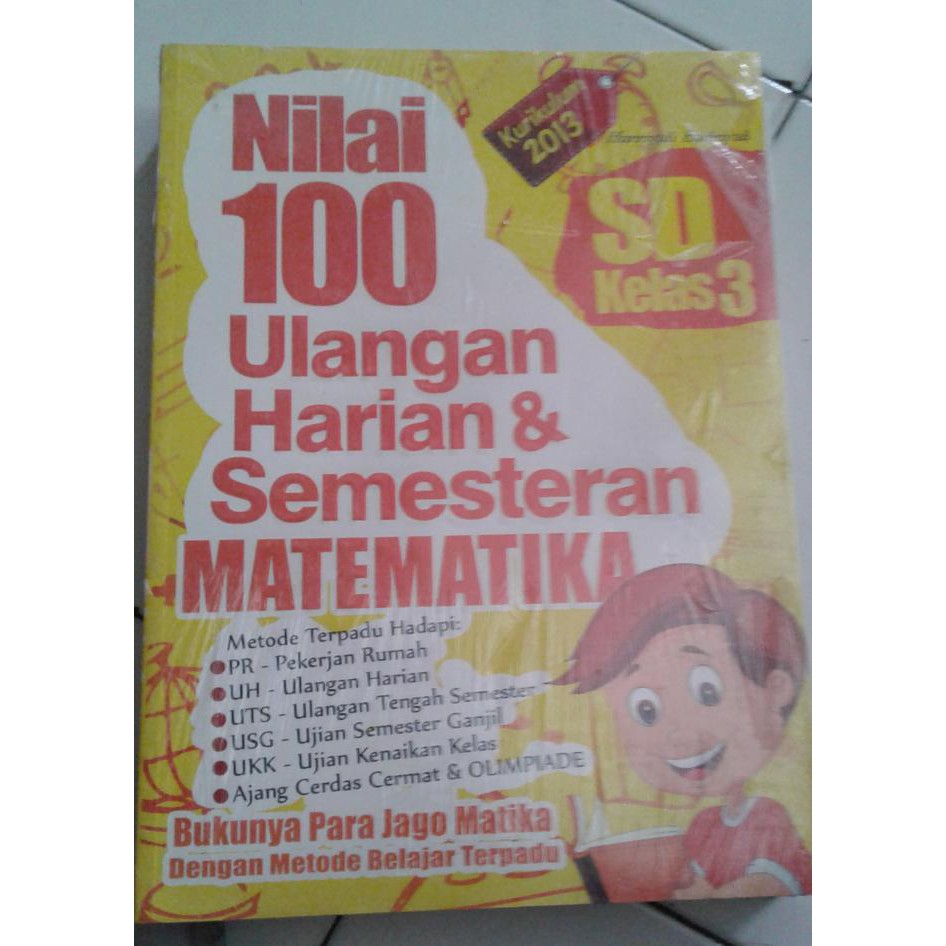 Kurikulum
2013
SD
Kelas 3
Nilai
100
Ulangan
Harian &
Semesteran
MATEMATIKA
Metode Terpadu Hadapi:
PR - Pekerjan Rumah
UH - Ulangan Harian
UTS - Ulangan Tengah Semester
USG - Ujian Semester Ganjil
UKK - Ujian Kenaikan Kelas
Ajang Cerdas Cermat & OLIMPIADE
Bukunya Para Jago Matika
Dengan Metode Belajar Terpadu